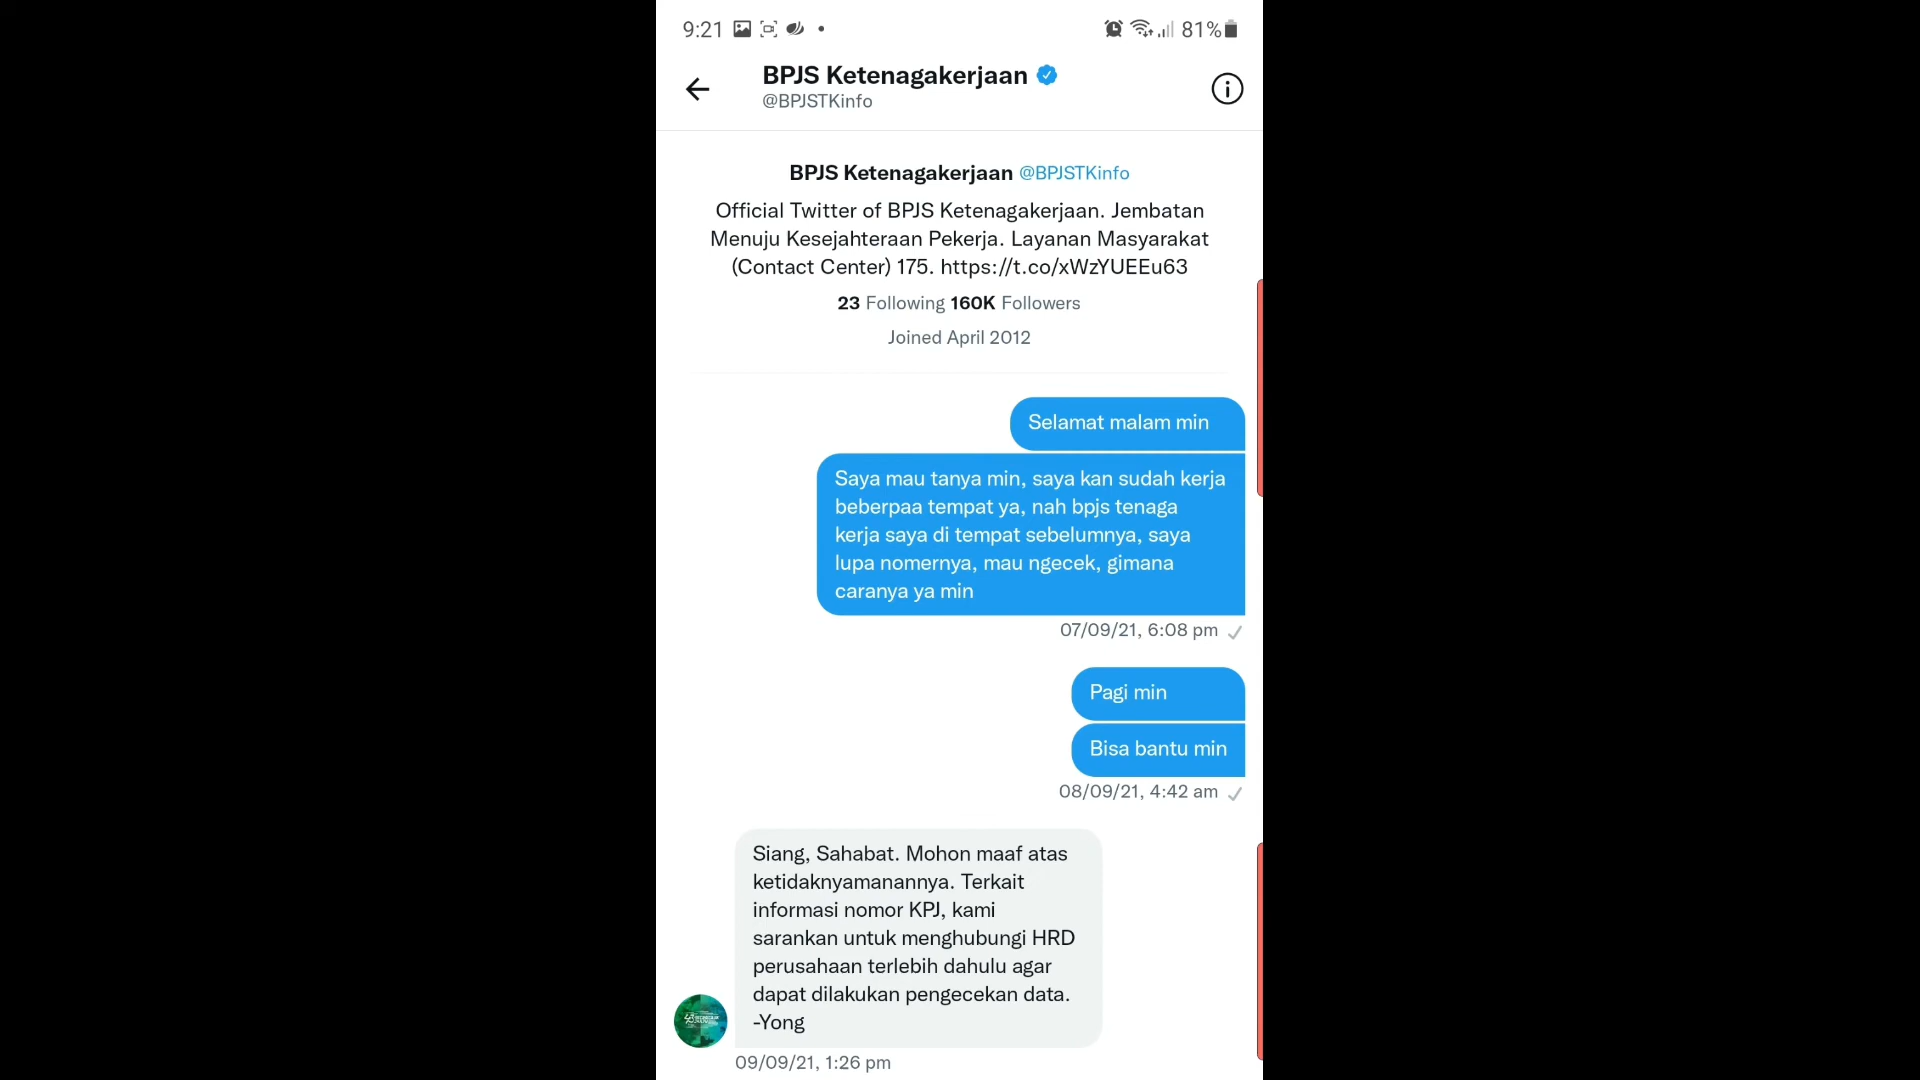 9:21
81%
BPJS Ketenagakerjaan
@BPJSTKinfo
BPJS Ketenagakerjaan @BPJSTKinfo
Official Twitter of BPJS Ketenagakerjaan. Jembatan
Menuju Kesejahteraan Pekerja. Layanan Masyarakat
(Contact Center) 175. https://t.co/xWzYUEEu63
23 Following 160K Followers
Joined April 2012
Selamat malam min
Saya mau tanya min, saya kan sudah kerja
beberpaa tempat ya, nah bpjs tenaga
kerja saya di tempat sebelumnya, saya
lupa nomernya, mau ngecek, gimana
caranya ya min
07/09/21, 6:08 pm
Pagi min
Bisa bantu min
08/09/21, 4:42 am
Siang, Sahabat. Mohon maaf atas
ketidaknyamanannya. Terkait
informasi nomor KPJ, kami
sarankan untuk menghubungi HRD
perusahaan terlebih dahulu agar
dapat dilakukan pengecekan data.
-Yong
09/09/21, 1:26 pm